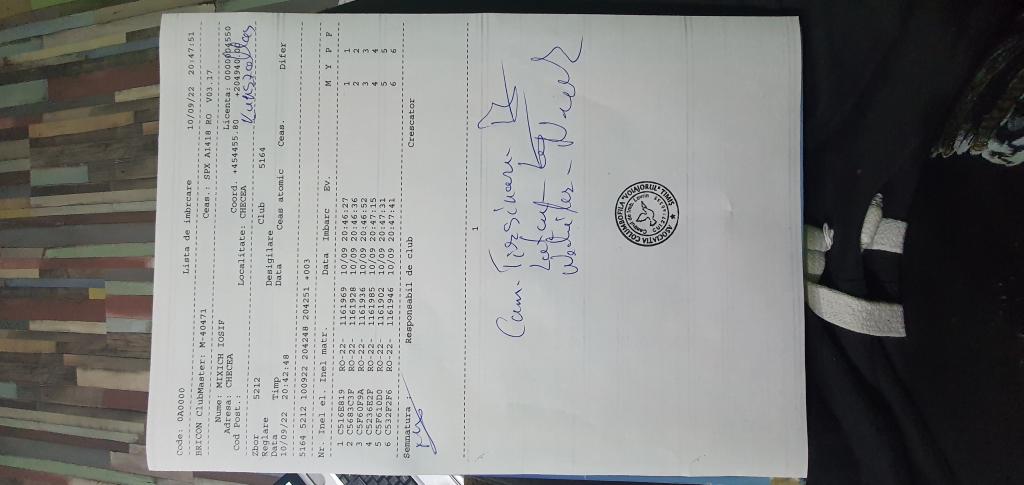 Code: QA0000 Lista de imbrcare 10/09/22 20:47:51
BRICON ClubMaster: M-40471 Ceas.: SPX A1418 RO V03.17
Nume: MIXICH IOSIF Licenta: 0000004550
Adresa: CHECEA Coord. +454455.80 +204940.00
Cod Post.: Localitate: CHECEA
Zbor 5212 Club 5164
Reglare Desigilare
Data Timp Data Ceas atomic Ceas. Difer
10/09/22 20:42:48
5164 5212 100922 204248 204251 +003
Nr. Inel el. Inel matr. Data Imbarc Ev. M Y P F
1 C516E819 RO-22- 1161969 10/09 20:46:27 1 1
2 C5683C3F RO-22- 1161928 10/09 20:46:36 2 2
3 C5F60F9A RO-22- 1161936 10/09 20:46:52 3 3
4 C5236E2F RO-22- 1161985 10/09 20:47:15 4 4
5 C5F610D0 RO-22- 1161902 10/09 20:47:31 5 5
6 C532F2F6 RO-22- 1161946 10/09 20:47:41 6 6
Semnatura: Responsabil de club Crescator
1
ASOCIATIA COLUMBOFILA "VOIAJORUL" TIMIS